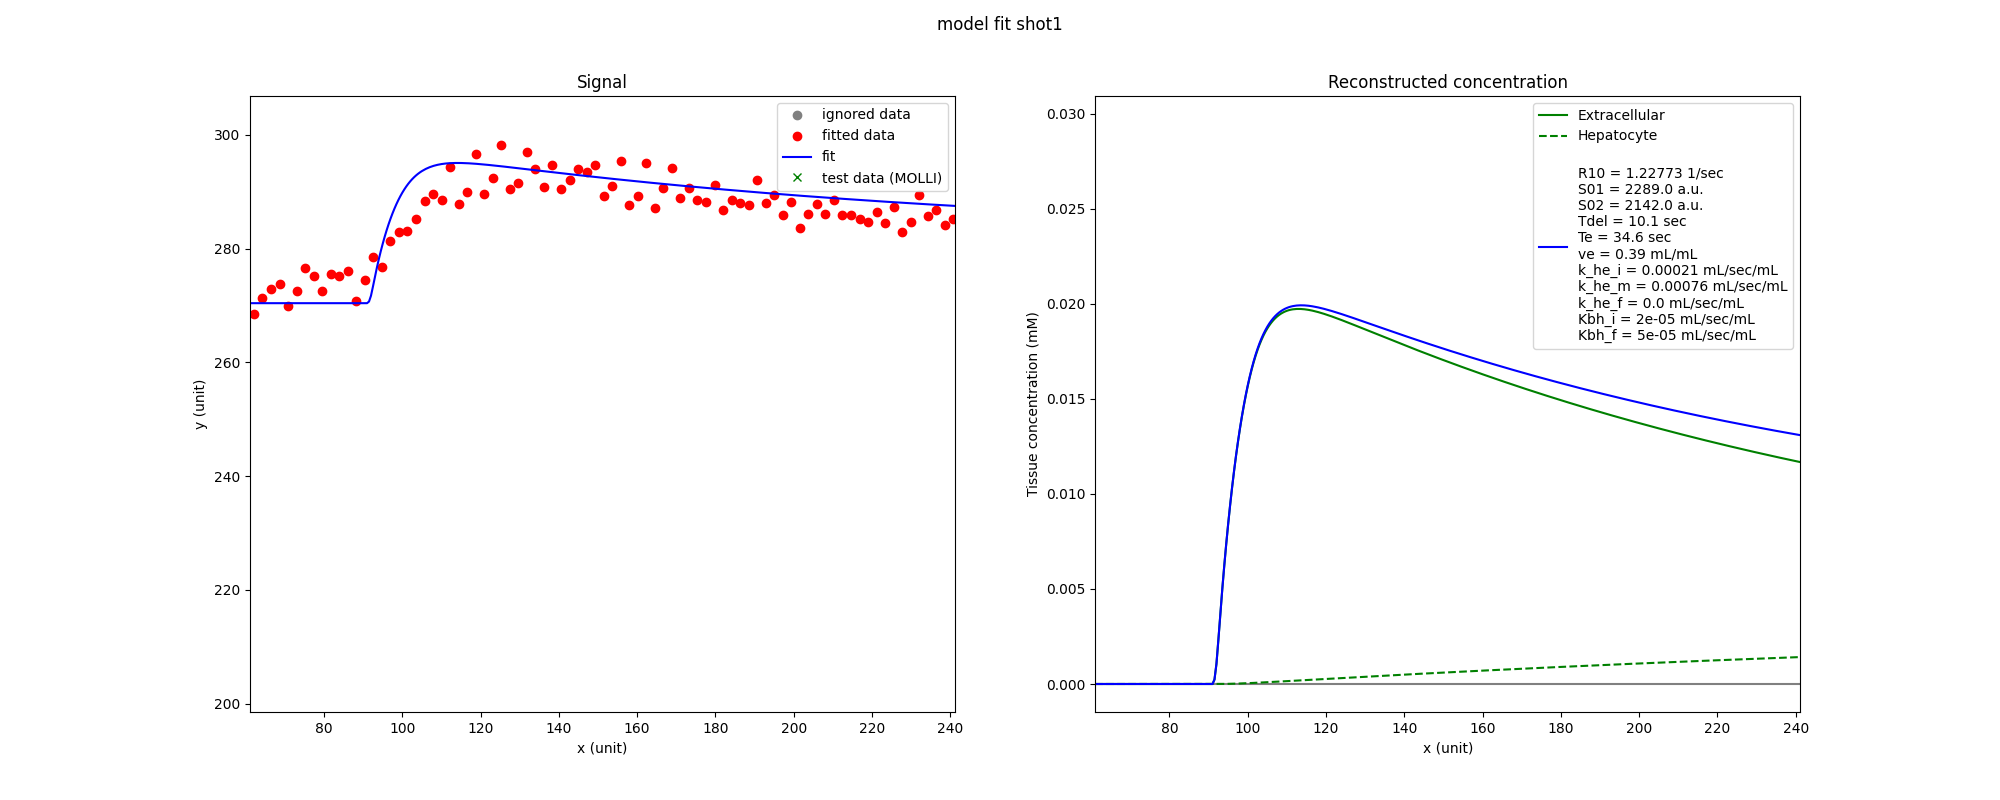 model fit shot1
Signal
300
280
260
240
220
200
y (unit)
80 100 120 140 160 180 200 220 240
x (unit)
ignored data
fitted data
fit
test data (MOLLI)
Reconstructed concentration
0.030
0.025
0.020
0.015
0.010
0.005
0.000
Tissue concentration (mM)
80 100 120 140 160 180 200 220 240
x (unit)
Extracellular
Hepatocyte
R10 = 1.22773 1/sec
S01 = 2289.0 a.u.
S02 = 2142.0 a.u.
Tdel = 10.1 sec
Te = 34.6 sec
ve = 0.39 mL/mL
k_he_i = 0.00021 mL/sec/mL
k_he_m = 0.00076 mL/sec/mL
k_he_f = 0.0 mL/sec/mL
Kbh_i = 2e-05 mL/sec/mL
Kbh_f = 5e-05 mL/sec/mL